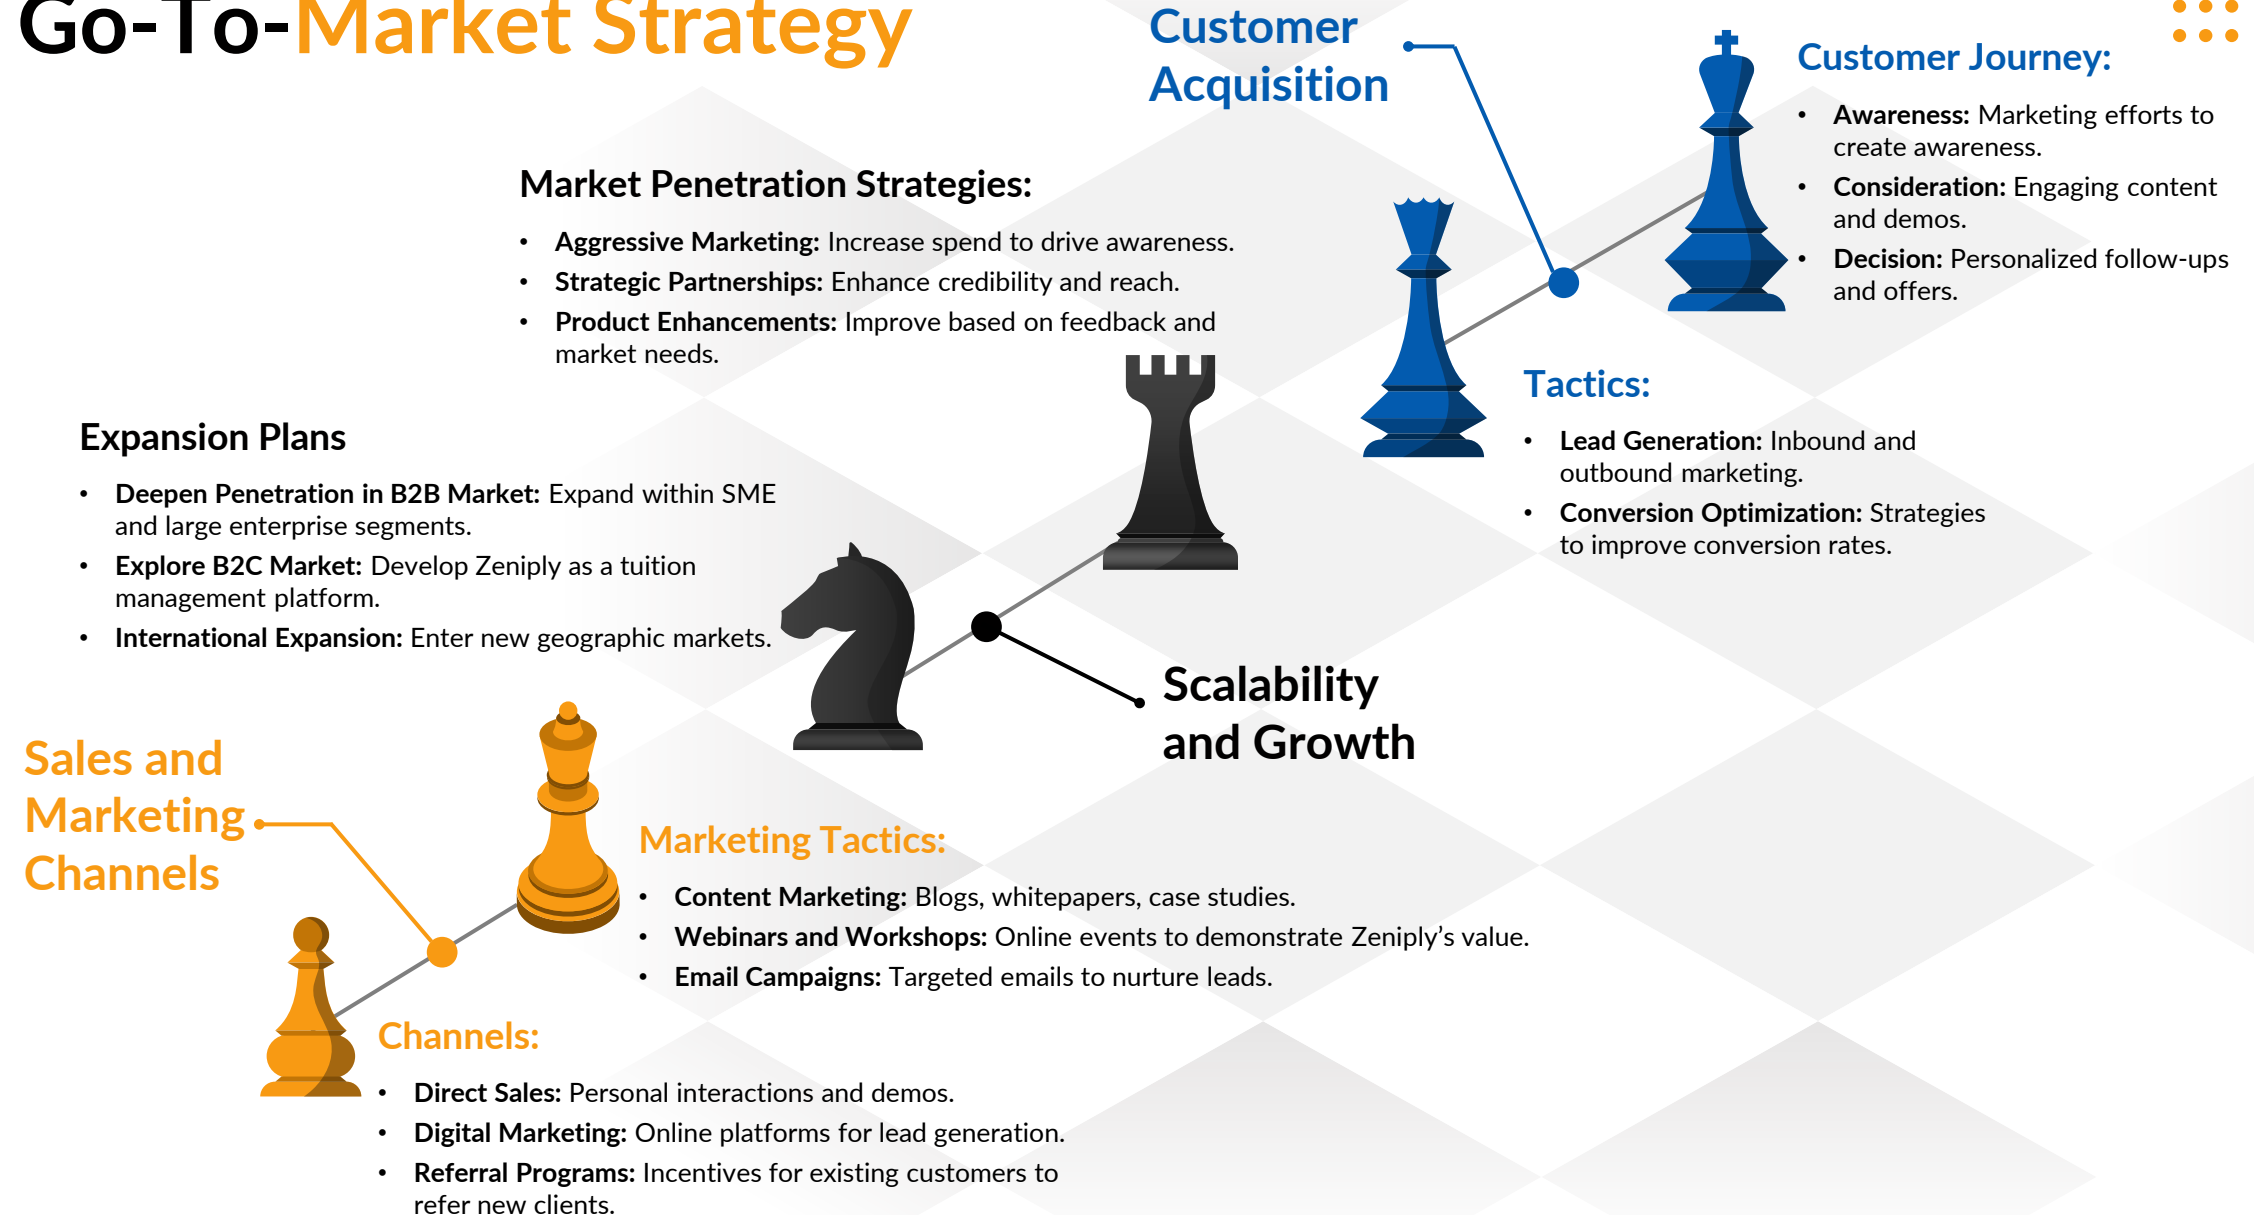 Go-To-Market Strategy
Customer
Acquisition
Customer Journey:
• Awareness: Marketing efforts to
create awareness.
• Consideration: Engaging content
and demos.
• Decision: Personalized follow-ups
and offers.
Tactics:
• Lead Generation: Inbound and
outbound marketing.
• Conversion Optimization: Strategies
to improve conversion rates.
Market Penetration Strategies:
• Aggressive Marketing: Increase spend to drive awareness.
• Strategic Partnerships: Enhance credibility and reach.
• Product Enhancements: Improve based on feedback and
market needs.
Expansion Plans
• Deepen Penetration in B2B Market: Expand within SME
and large enterprise segments.
• Explore B2C Market: Develop Zeniply as a tuition
management platform.
• International Expansion: Enter new geographic markets.
Scalability
and Growth
Sales and
Marketing
Channels
Marketing Tactics:
• Content Marketing: Blogs, whitepapers, case studies.
• Webinars and Workshops: Online events to demonstrate Zeniply’s value.
• Email Campaigns: Targeted emails to nurture leads.
Channels:
• Direct Sales: Personal interactions and demos.
• Digital Marketing: Online platforms for lead generation.
• Referral Programs: Incentives for existing customers to
refer new clients.